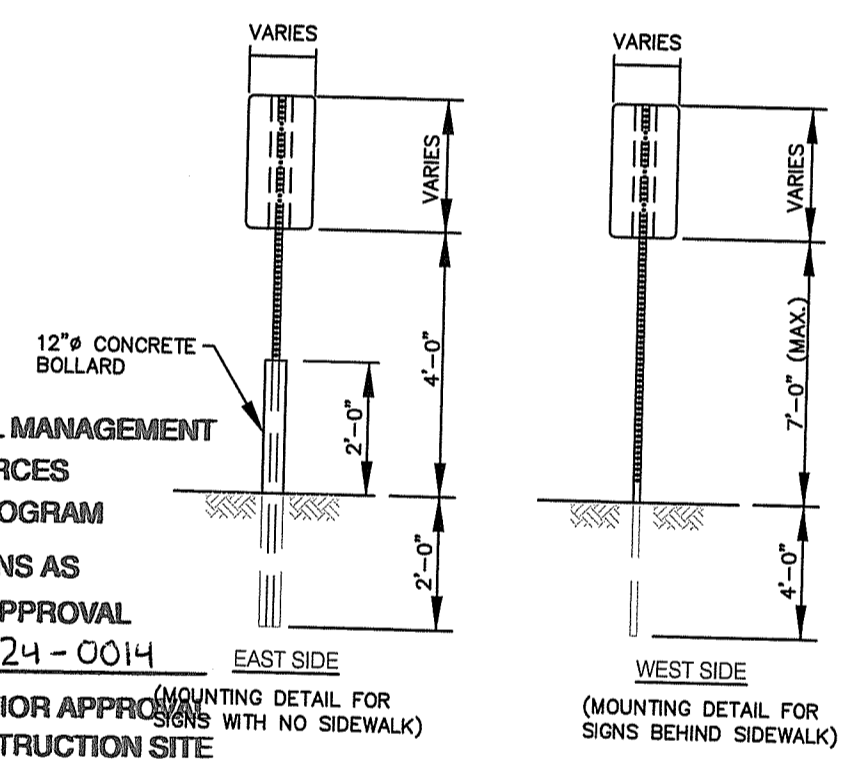 VARIES
VARIES
VARIES
VARIES
12"ø CONCRETE
BOLLARD
4'-0"
2'-0"
2'-0"
7'-0" (MAX.)
4'-0"
MANAGEMENT
RCES
OGRAM
NS AS
PPROVAL
24-0014
IOR APPROVAL
TRUCTION SITE
EAST SIDE
(MOUNTING DETAIL FOR
SIGNS WITH NO SIDEWALK)
WEST SIDE
(MOUNTING DETAIL FOR
SIGNS BEHIND SIDEWALK)